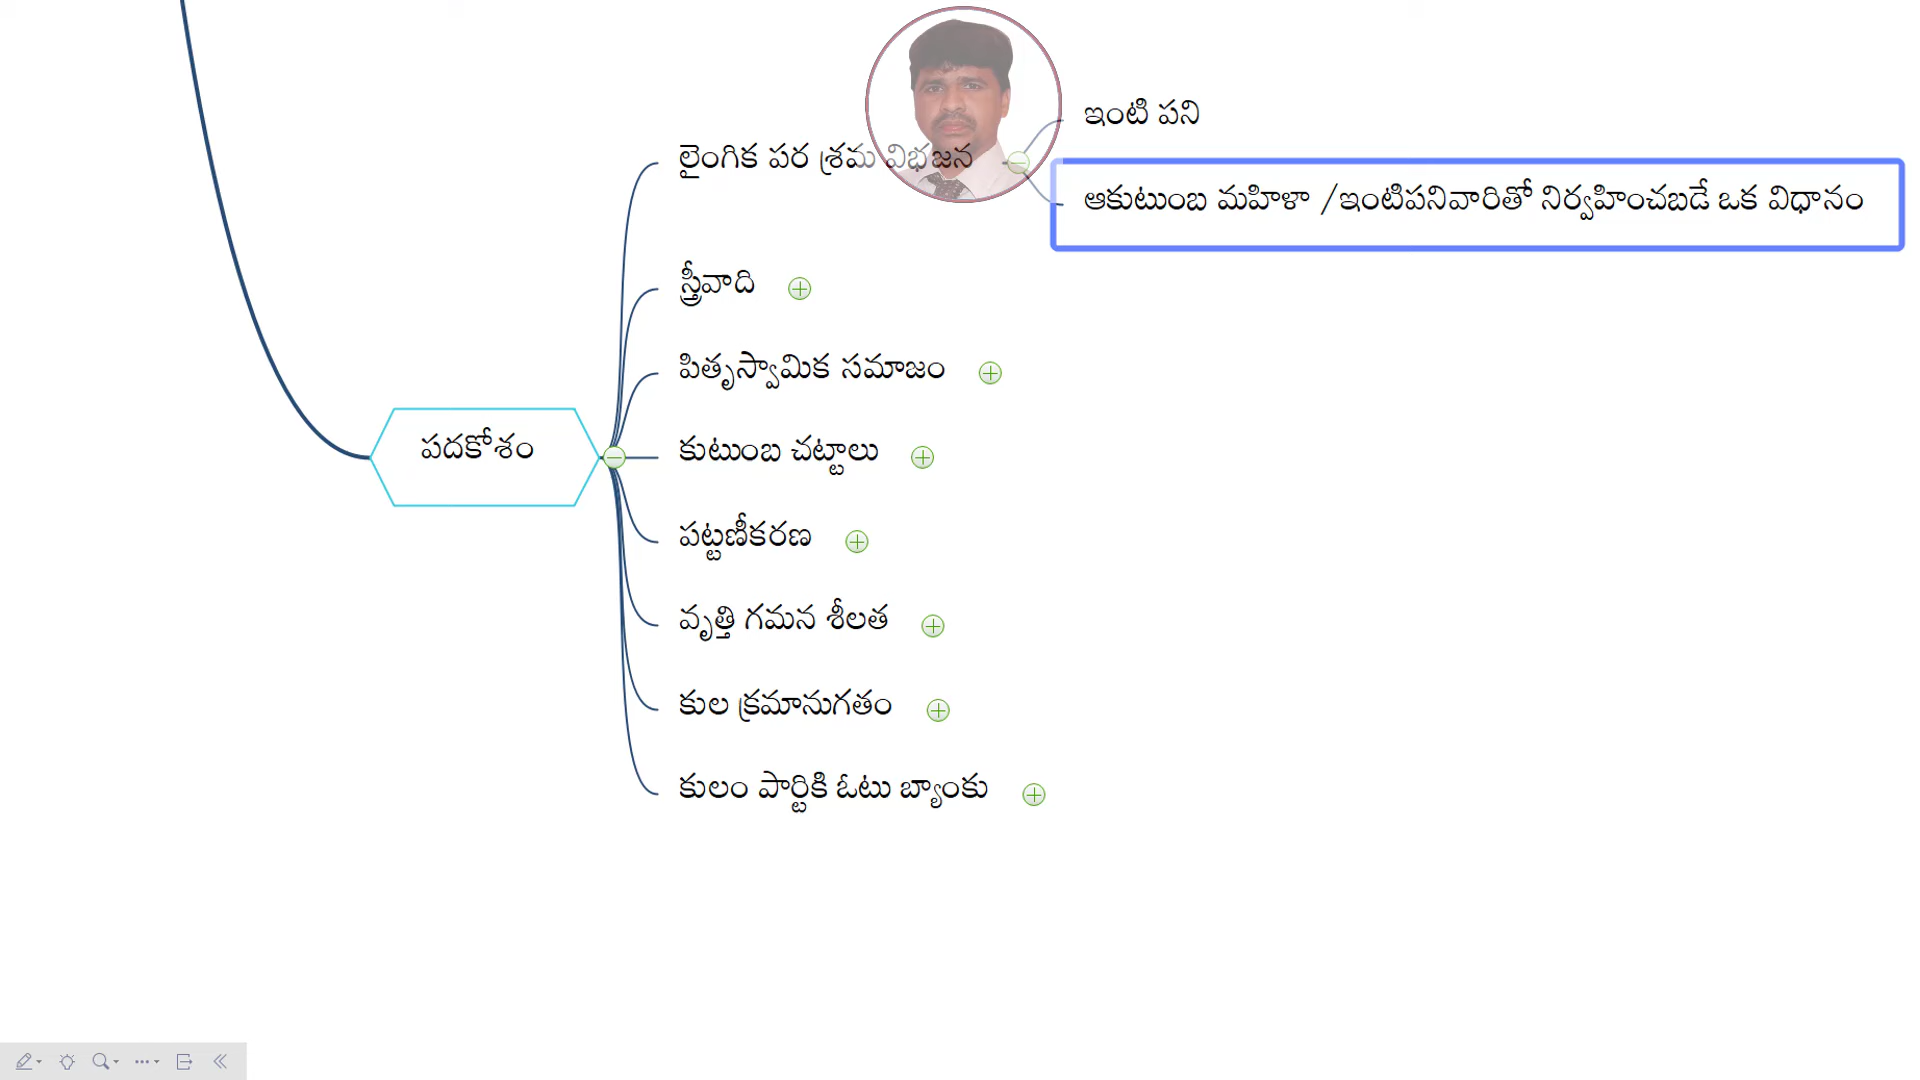 ఇంటి పని
లైంగిక పర శ్రమ విభజన
ఆకుటుంబ మహిళా /ఇంటిపనివారితో నిర్వహించబడే ఒక విధానం
స్త్రీవాది
పితృస్వామిక సమాజం
పదకోశం
కుటుంబ చట్టాలు
పట్టణీకరణ
వృత్తి గమన శీలత
కుల క్రమానుగతం
కులం పార్టికి ఓటు బ్యాంకు